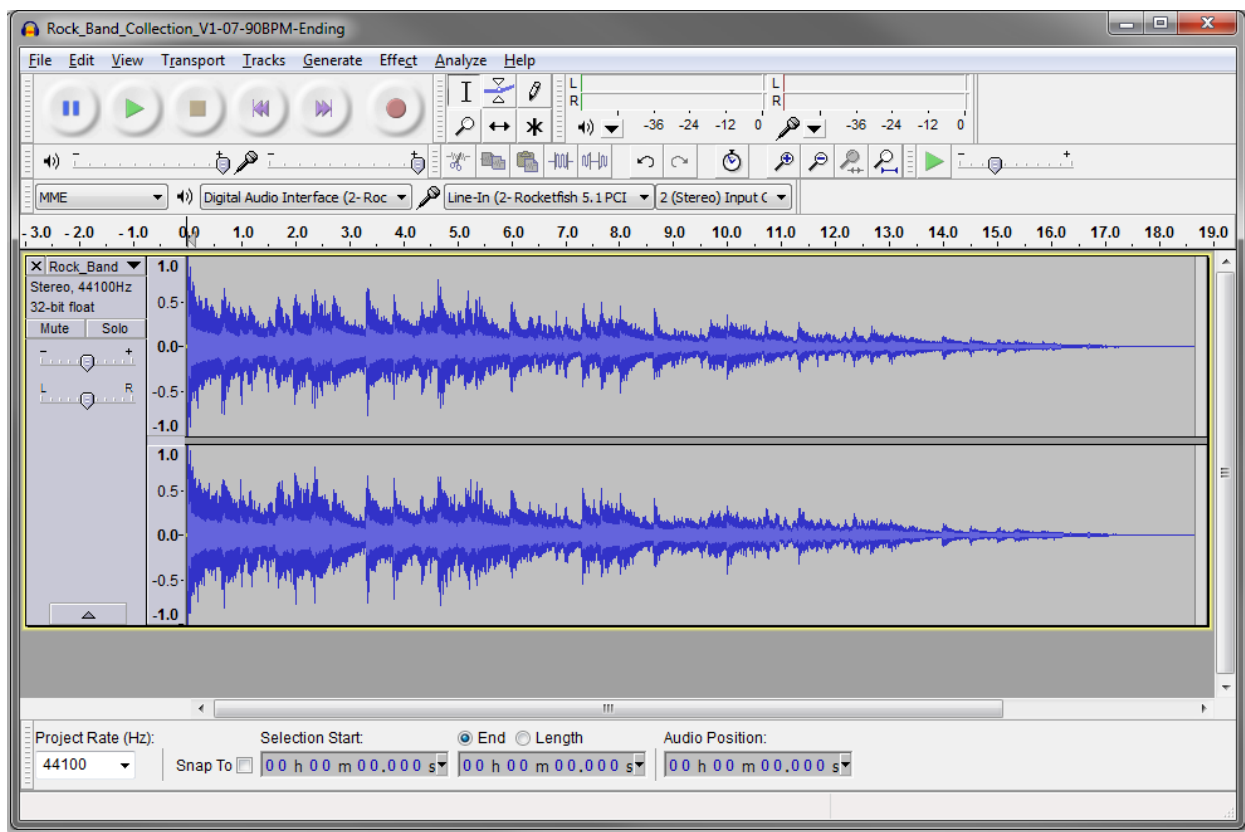 Rock_Band_Collection_V1-07-90BPM-Ending
File Edit View Transport Tracks Generate Effect Analyze Help
L L
R R
-36 -24 -12 0 -36 -24 -12 0
- + - + - +
MME Digital Audio Interface (2- Roc Line-In (2- Rocketfish 5.1 PCI 2 (Stereo) Input C
-3.0 -2.0 -1.0 0.0 1.0 2.0 3.0 4.0 5.0 6.0 7.0 8.0 9.0 10.0 11.0 12.0 13.0 14.0 15.0 16.0 17.0 18.0 19.0
X Rock_Band 1.0
Stereo, 44100Hz
32-bit float 0.5-
Mute Solo
- + 0.0-
L R -0.5-
-1.0
1.0
0.5-
0.0-
-0.5-
-1.0
Project Rate (Hz): Selection Start: End Length Audio Position:
44100 Snap To 00 h 00 m 00.000 s 00 h 00 m 00.000 s 00 h 00 m 00.000 s